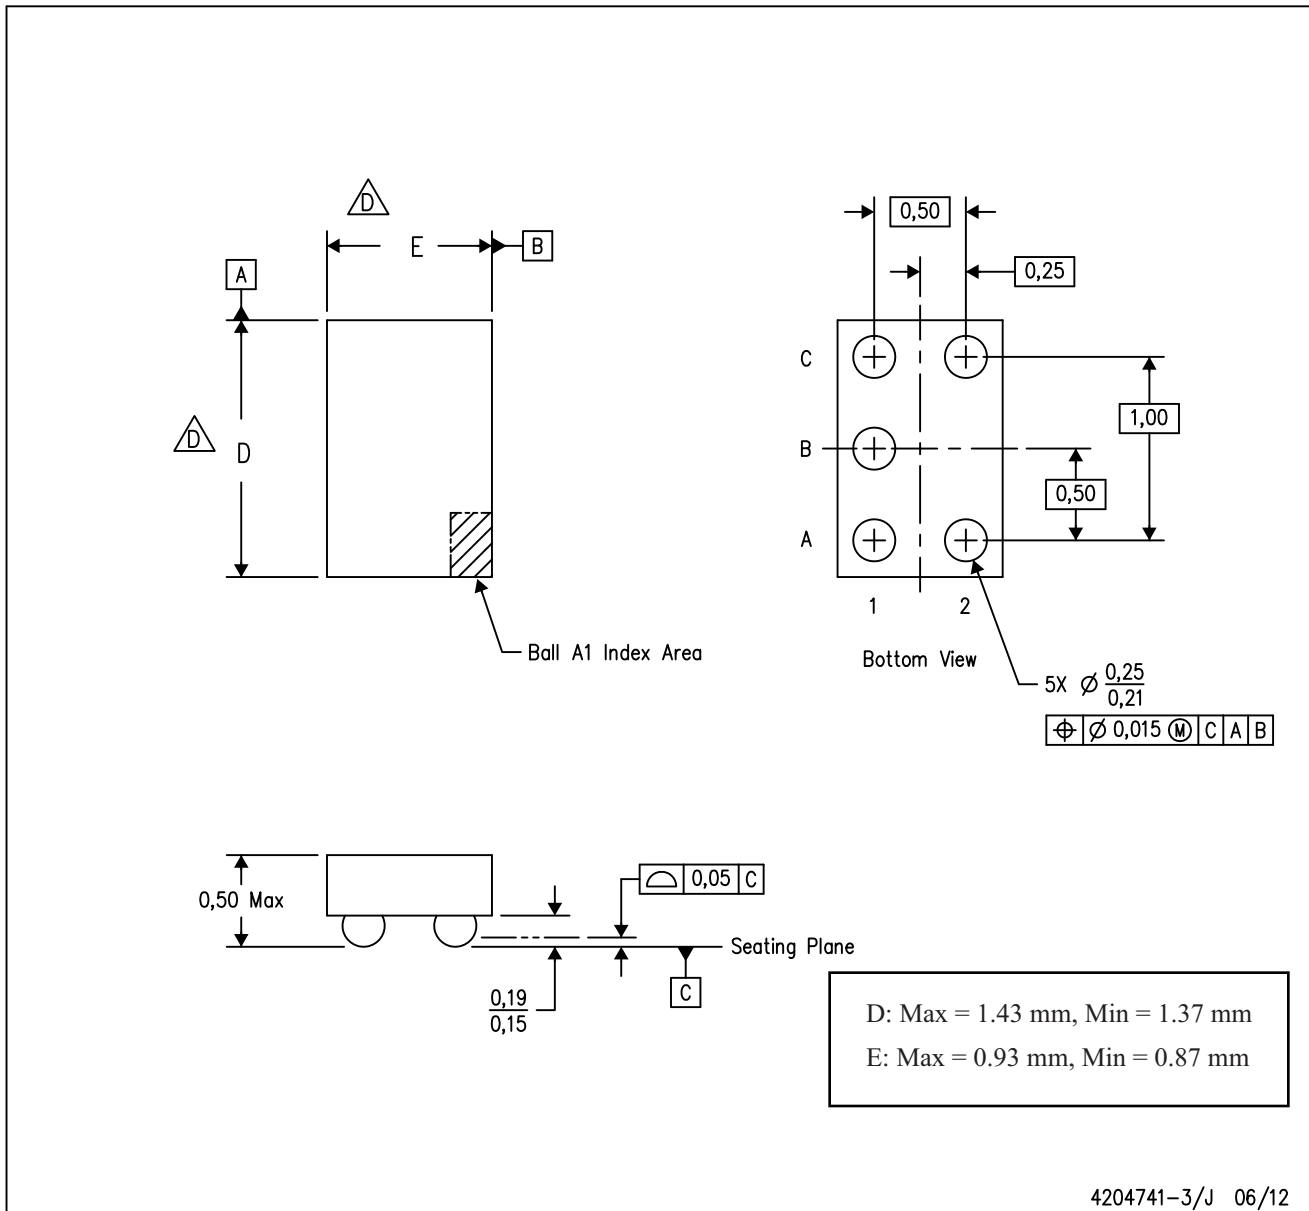 D
E
B
A
D
D
Ball A1 Index Area
0,50
0,25
C
B
A
1,00
0,50
1
2
Bottom View
5X Ø 0,25
0,21
⌖ Ø 0,015 Ⓜ C A B
0,50 Max
⌓ 0,05 C
Seating Plane
C
0,19
0,15
D: Max = 1.43 mm, Min = 1.37 mm
E: Max = 0.93 mm, Min = 0.87 mm
4204741-3/J 06/12